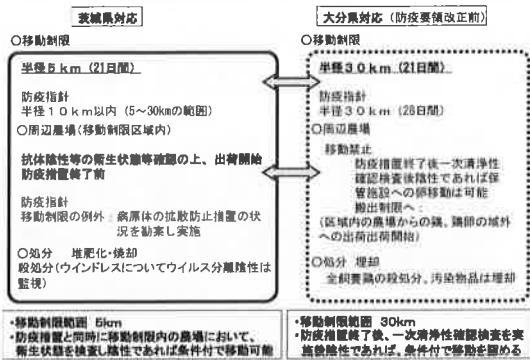 茨城県対応
○移動制限
半径5km(21日間)
防疫指針
半径10km以内(5~30kmの範囲)
○周辺農場(移動制限区域内)
抗体陰性等の衛生状態等確認の上、出荷開始
防疫措置終了前
防疫指針
移動制限の例外:病原体の拡散防止措置の状
況を勘案し実施
○処分 堆肥化・焼却
殺処分(ウインドレスについてウイルス分離陰性は
監視)
・移動制限範囲 5km
・防疫措置と同時に移動制限内の農場において、
衛生状態を検査し陰性であれば条件付で移動可能
大分県対応(防疫要領改正前)
○移動制限
半径30km(21日間)
防疫指針
半径30km(28日間)
○周辺農場
移動禁止
防疫措置終了後一次清浄性
確認検査後陰性であれば保
管施設への卵移動は可能
搬出制限へ:
(区域内の農場からの鶏、鶏卵の域外
への出荷出荷開始)
○処分 埋却
全飼養鶏の殺処分、汚染物品は埋却
・移動制限範囲 30km
・防疫措置終了後、一次清浄性確認検査を実
施後陰性であれば、条件付で移動を認める